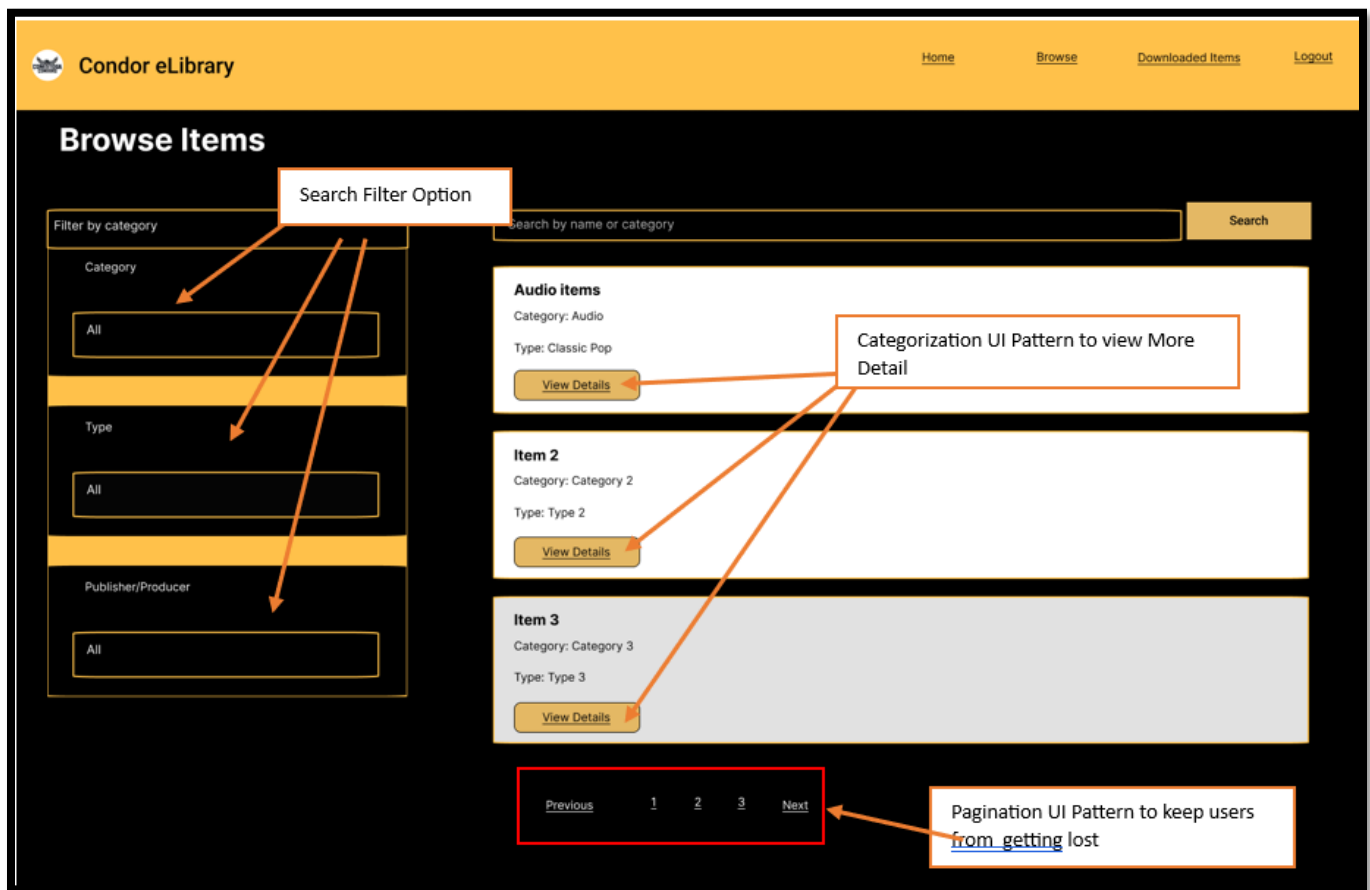 Condor eLibrary
Home
Browse
Downloaded Items
Logout
Browse Items
Search Filter Option
Filter by category
Category
All
Type
All
Publisher/Producer
All
Search by name or category
Search
Audio items
Category: Audio
Type: Classic Pop
View Details
Categorization UI Pattern to view More
Detail
Item 2
Category: Category 2
Type: Type 2
View Details
Item 3
Category: Category 3
Type: Type 3
View Details
Previous
1
2
3
Next
Pagination UI Pattern to keep users
from getting lost